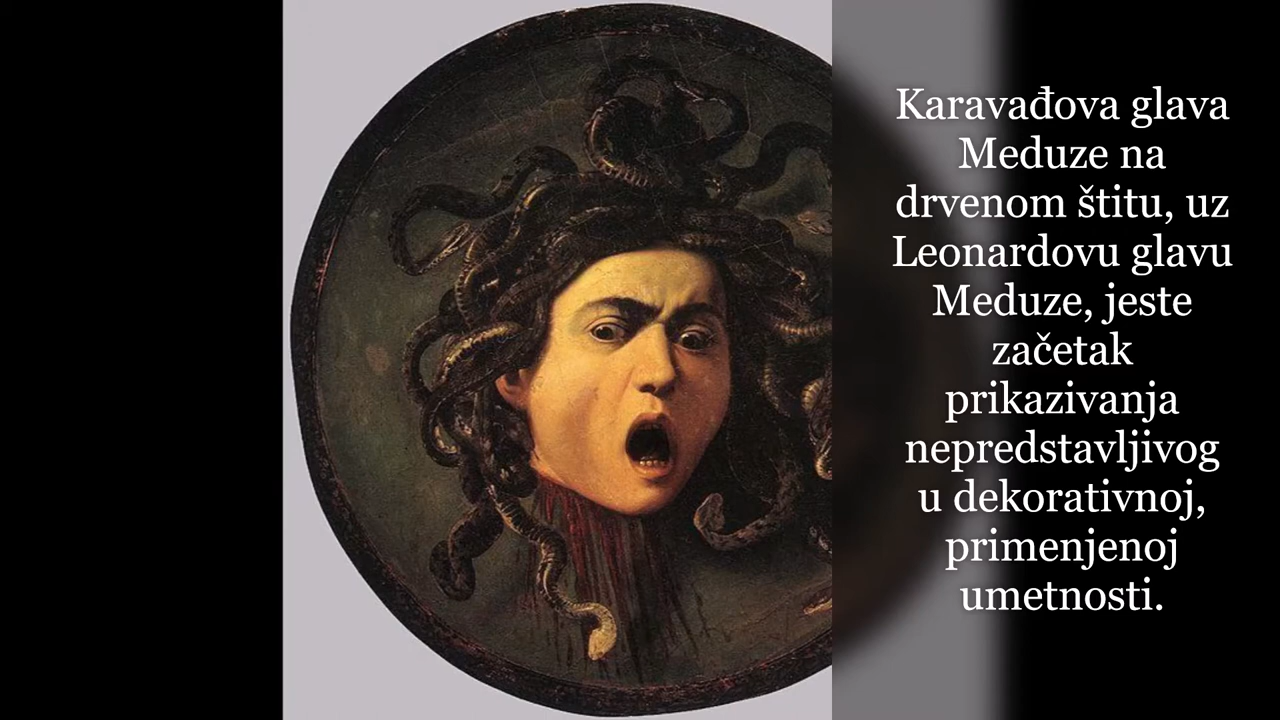 Karavađova glava
Meduze na
drvenom štitu, uz
Leonardovu glavu
Meduze, jeste
začetak
prikazivanja
nepredstavljivog
u dekorativnoj,
primenjenoj
umetnosti.